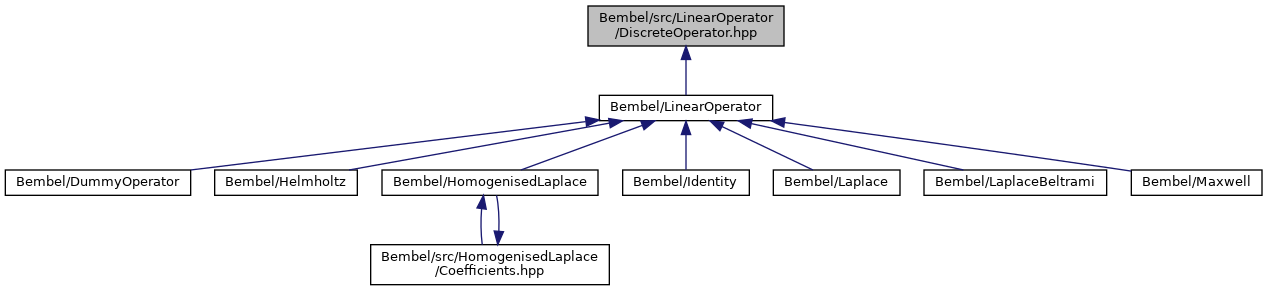 Bembel/src/LinearOperator
/DiscreteOperator.hpp
Bembel/LinearOperator
Bembel/DummyOperator
Bembel/Helmholtz
Bembel/HomogenisedLaplace
Bembel/Identity
Bembel/Laplace
Bembel/LaplaceBeltrami
Bembel/Maxwell
Bembel/src/HomogenisedLaplace
/Coefficients.hpp